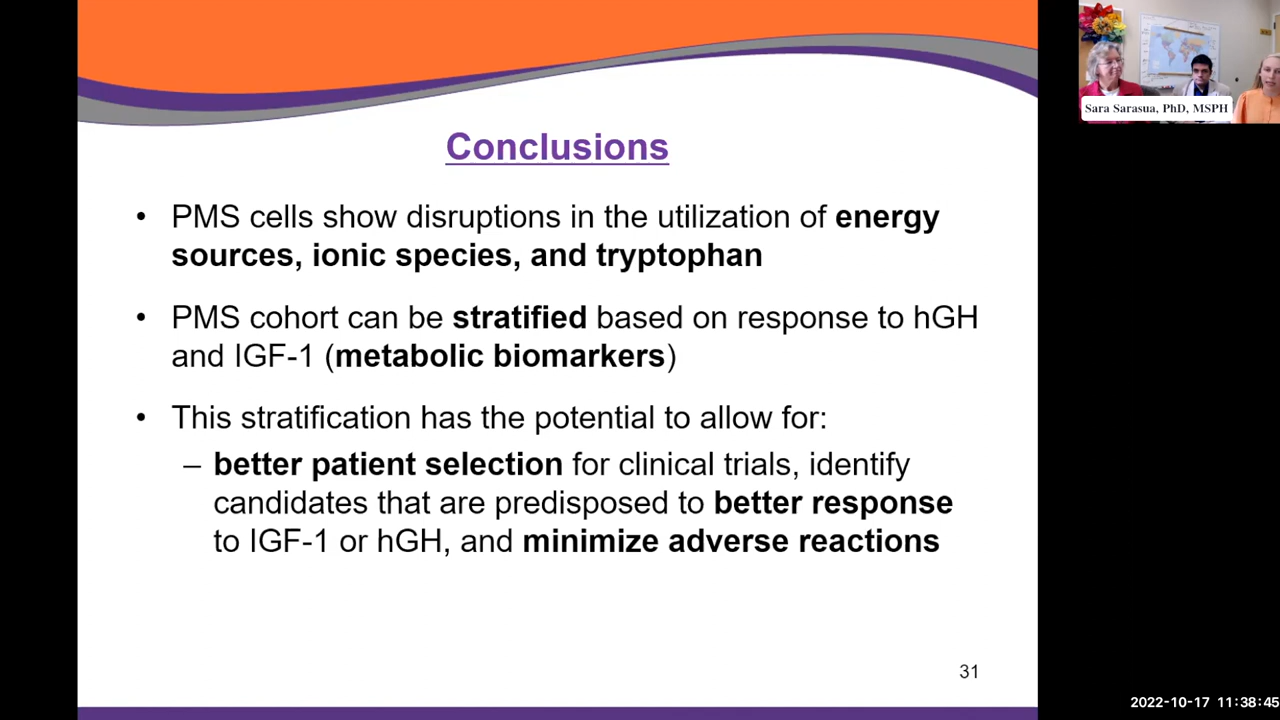 Sara Sarasua, PhD, MSPH
Conclusions
• PMS cells show disruptions in the utilization of energy
sources, ionic species, and tryptophan
• PMS cohort can be stratified based on response to hGH
and IGF-1 (metabolic biomarkers)
• This stratification has the potential to allow for:
– better patient selection for clinical trials, identify
candidates that are predisposed to better response
to IGF-1 or hGH, and minimize adverse reactions
31
2022-10-17 11:38:45